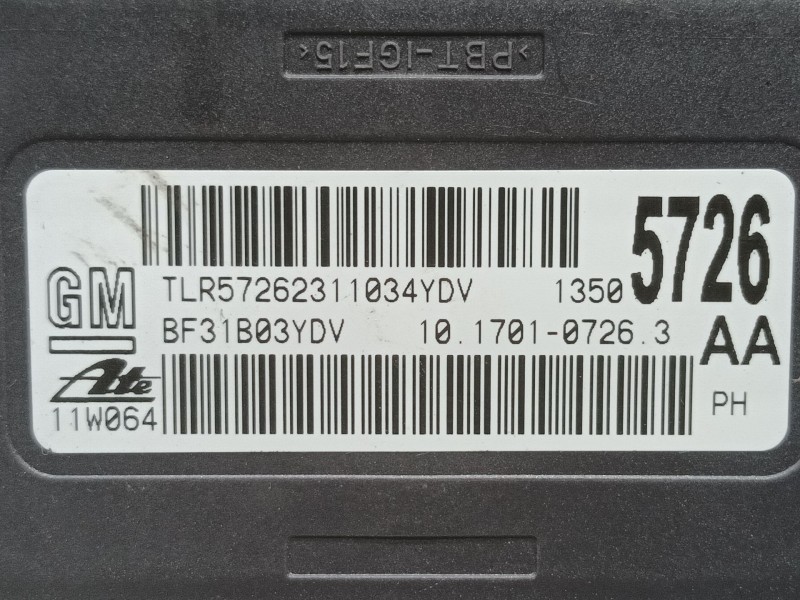 >PBT-IGF15<
TLR57262311034YDV 1350 5726
GM
BF31B03YDV 10.1701-0726.3 AA
Ate
11W064 PH